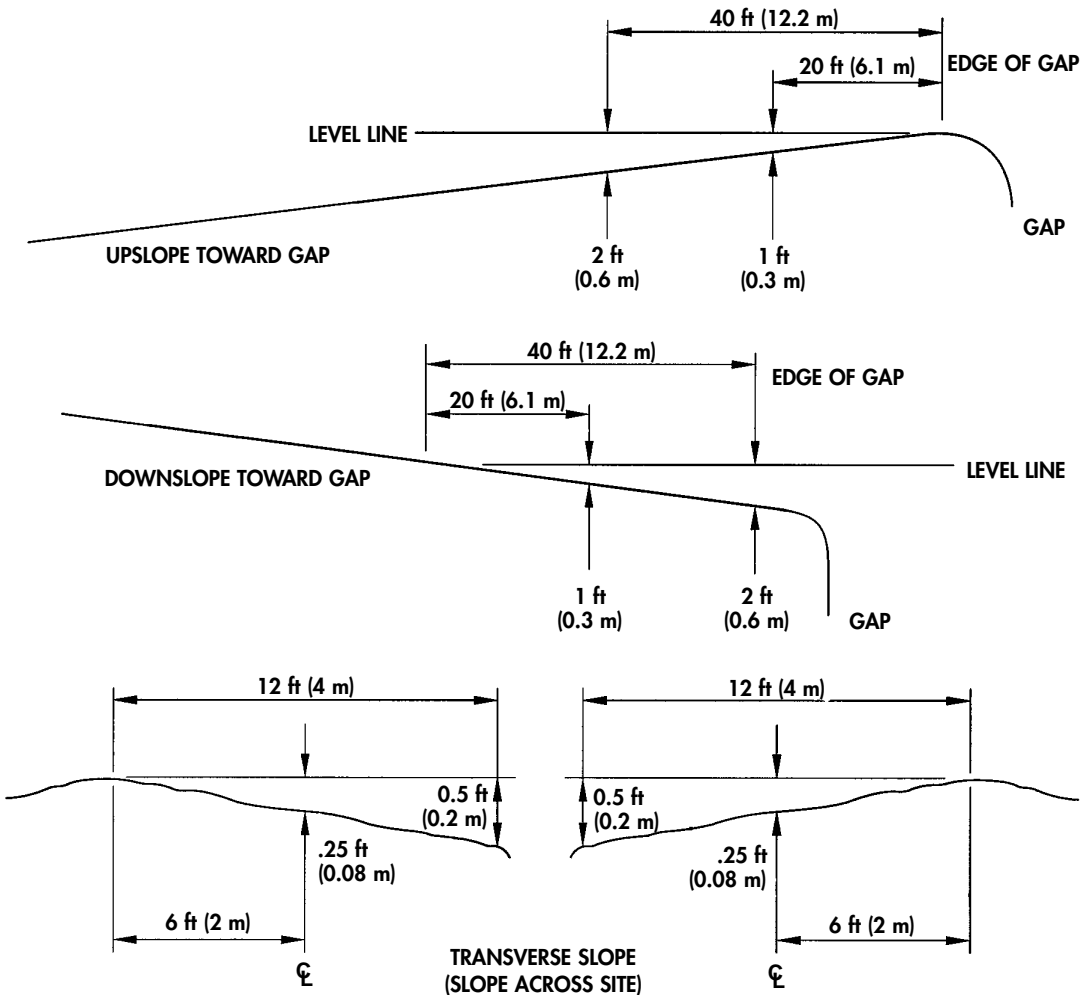 40 ft (12.2 m)
20 ft (6.1 m)
EDGE OF GAP
LEVEL LINE
GAP
UPSLOPE TOWARD GAP
2 ft
(0.6 m)
1 ft
(0.3 m)
40 ft (12.2 m)
EDGE OF GAP
20 ft (6.1 m)
DOWNSLOPE TOWARD GAP
LEVEL LINE
1 ft
(0.3 m)
2 ft
(0.6 m)
GAP
12 ft (4 m)
12 ft (4 m)
0.5 ft
(0.2 m)
0.5 ft
(0.2 m)
.25 ft
(0.08 m)
.25 ft
(0.08 m)
6 ft (2 m)
6 ft (2 m)
℄
TRANSVERSE SLOPE
(SLOPE ACROSS SITE)
℄